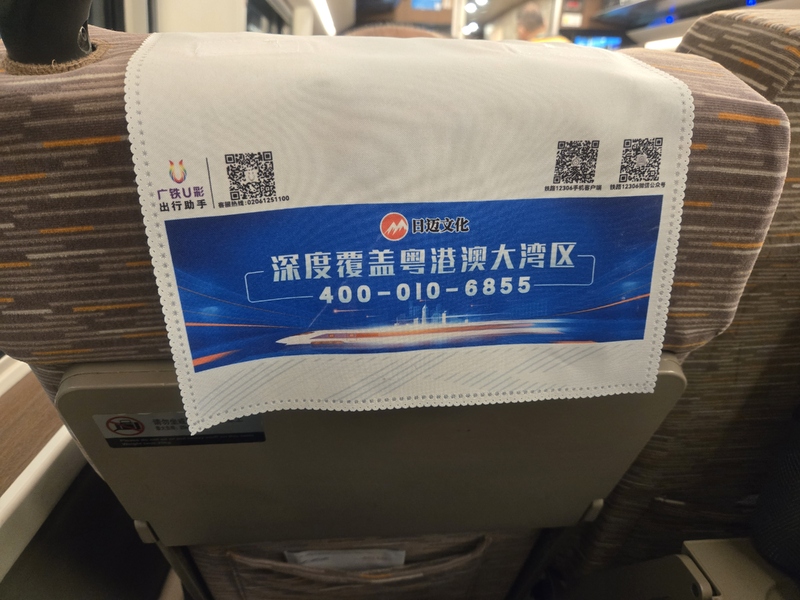 广铁U彩
出行助手
客服热线:02061251100
铁路12306手机客户端
铁路12306微信公众号
日迈文化
深度覆盖粤港澳大湾区
400-010-6855